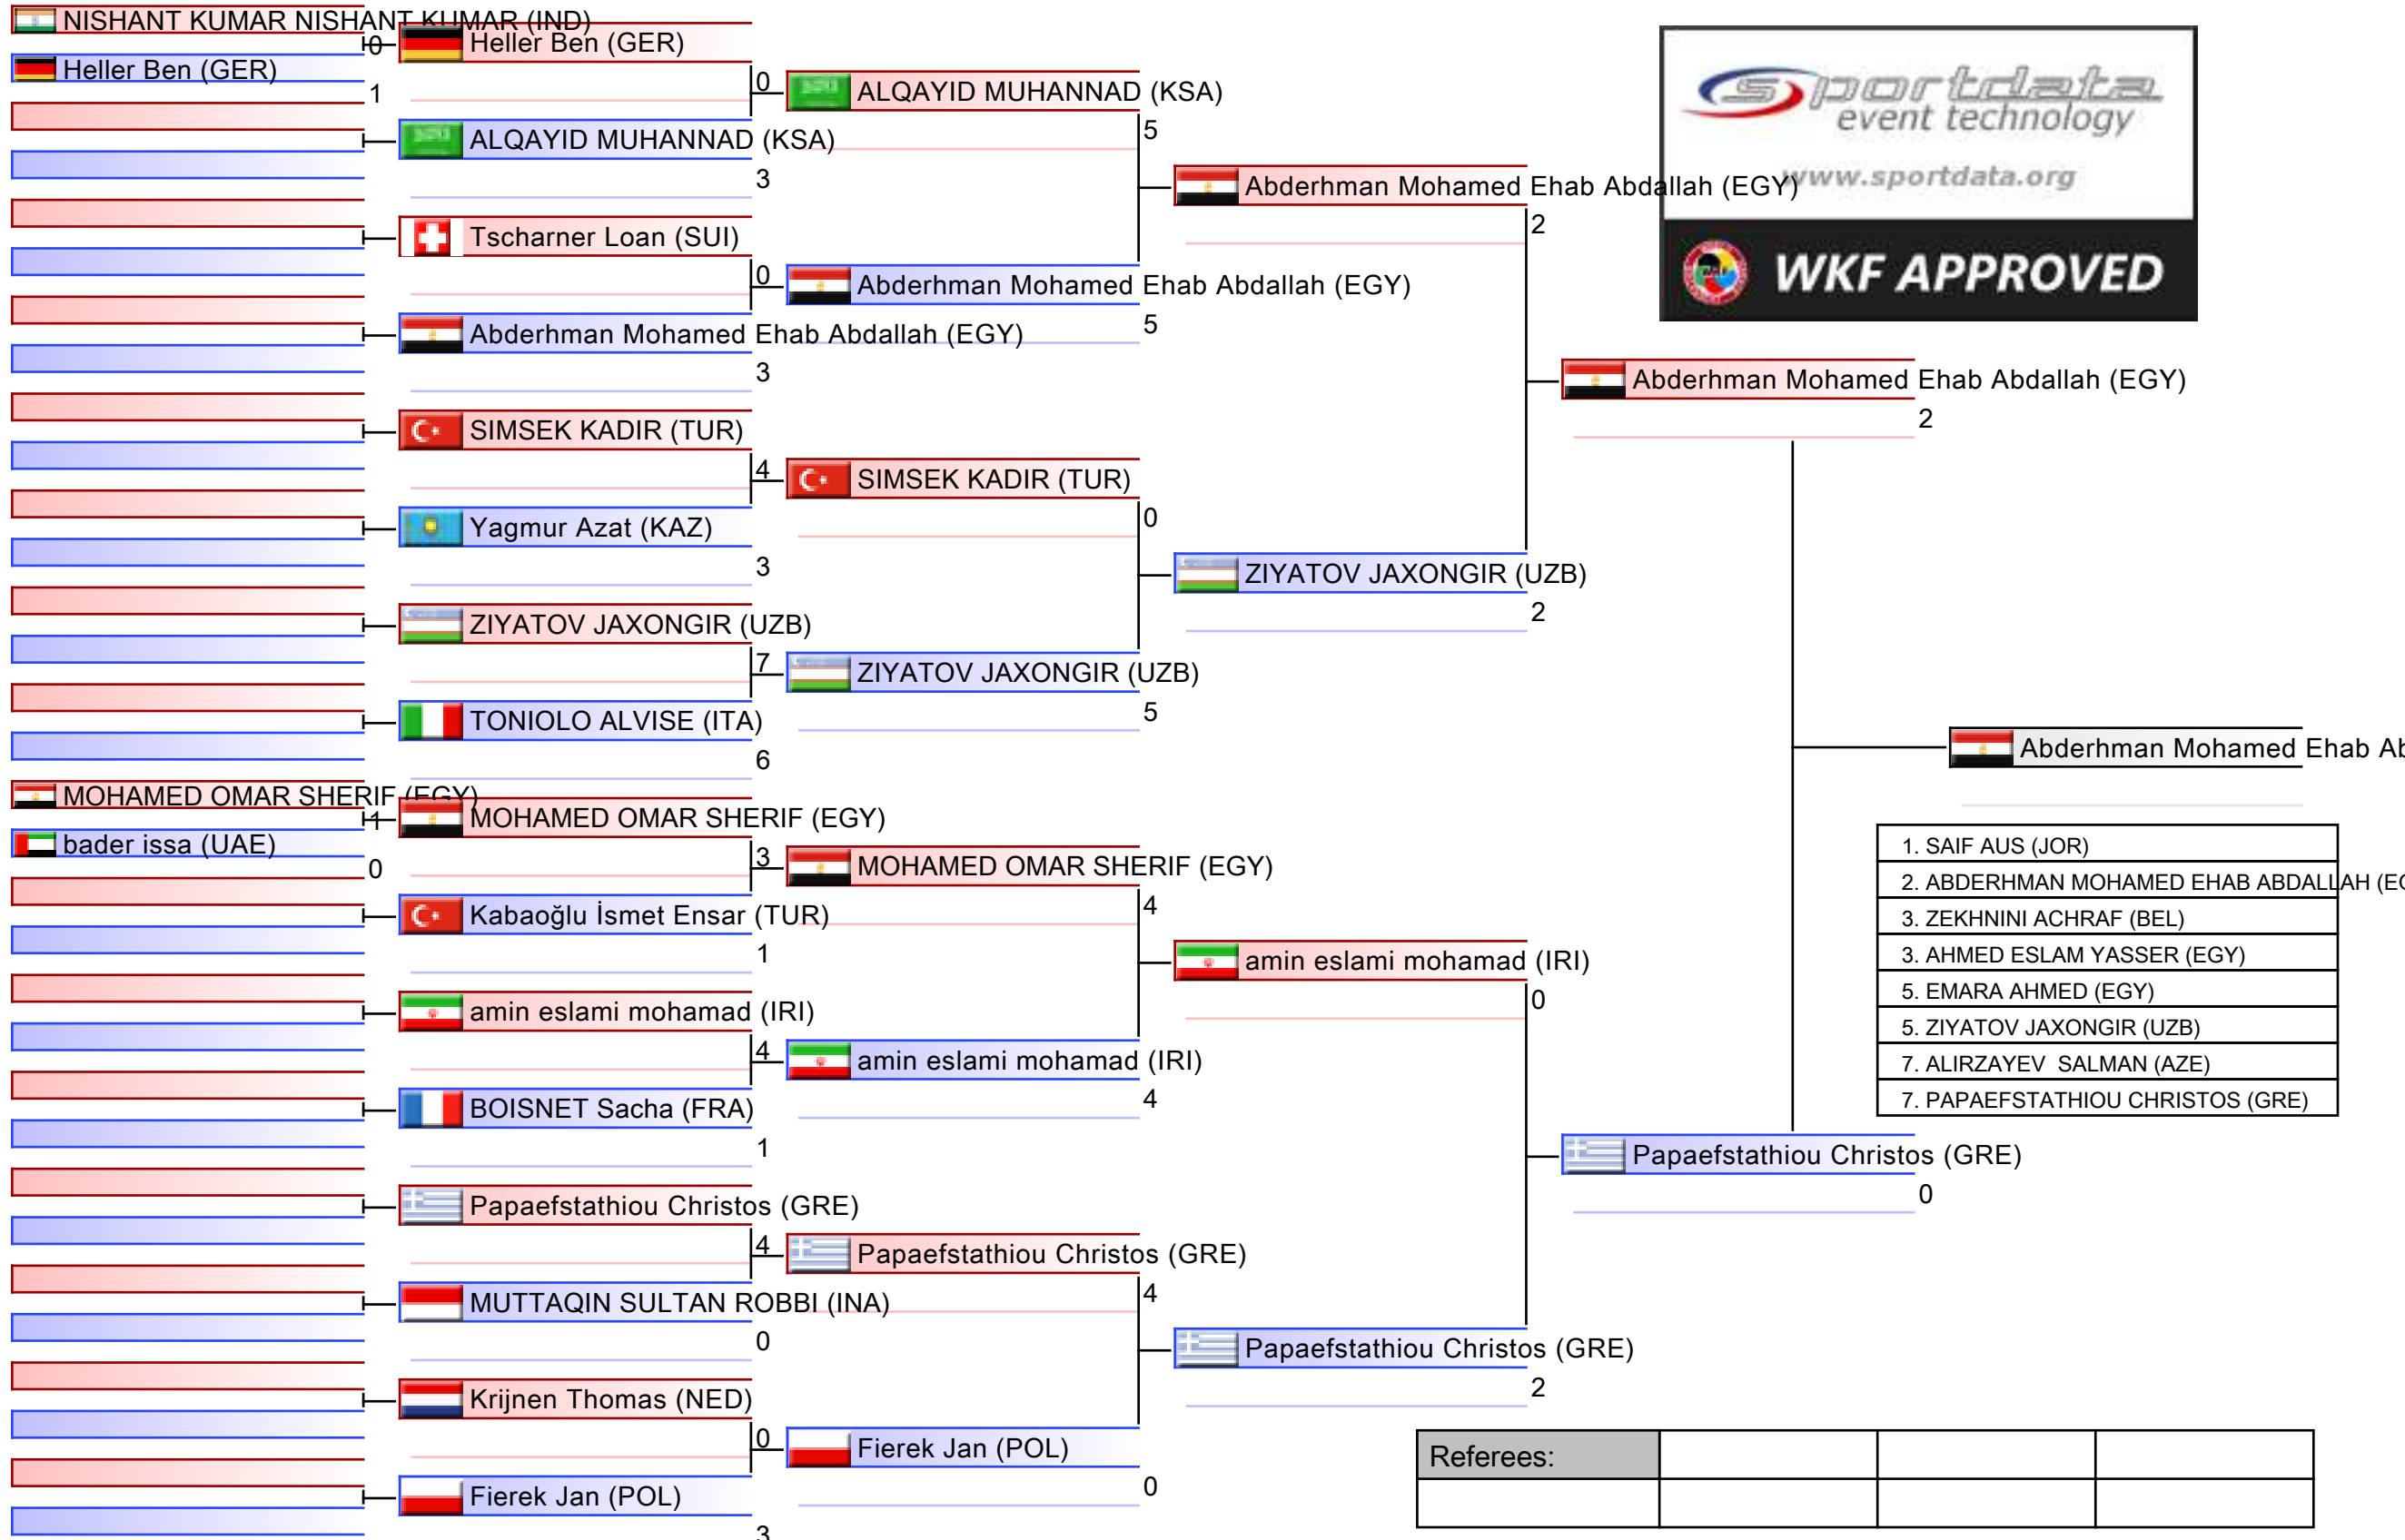 NISHANT KUMAR NISHANT KUMAR (IND)
0
Heller Ben (GER)
1
MOHAMED OMAR SHERIF (EGY)
1
bader issa (UAE)
0
Heller Ben (GER)
0
ALQAYID MUHANNAD (KSA)
3
Tscharner Loan (SUI)
0
Abderhman Mohamed Ehab Abdallah (EGY)
3
SIMSEK KADIR (TUR)
4
Yagmur Azat (KAZ)
3
ZIYATOV JAXONGIR (UZB)
7
TONIOLO ALVISE (ITA)
6
MOHAMED OMAR SHERIF (EGY)
3
Kabaoğlu İsmet Ensar (TUR)
1
amin eslami mohamad (IRI)
4
BOISNET Sacha (FRA)
1
Papaefstathiou Christos (GRE)
4
MUTTAQIN SULTAN ROBBI (INA)
0
Krijnen Thomas (NED)
0
Fierek Jan (POL)
3
ALQAYID MUHANNAD (KSA)
5
Abderhman Mohamed Ehab Abdallah (EGY)
5
SIMSEK KADIR (TUR)
0
ZIYATOV JAXONGIR (UZB)
5
MOHAMED OMAR SHERIF (EGY)
4
amin eslami mohamad (IRI)
4
Papaefstathiou Christos (GRE)
4
Fierek Jan (POL)
0
Abderhman Mohamed Ehab Abdallah (EGY)
2
ZIYATOV JAXONGIR (UZB)
2
amin eslami mohamad (IRI)
0
Papaefstathiou Christos (GRE)
2
Abderhman Mohamed Ehab Abdallah (EGY)
2
Papaefstathiou Christos (GRE)
0
Abderhman Mohamed Ehab Ab
sportdata
event technology
www.sportdata.org
WKF APPROVED
1. SAIF AUS (JOR)
2. ABDERHMAN MOHAMED EHAB ABDALLAH (EG
3. ZEKHNINI ACHRAF (BEL)
3. AHMED ESLAM YASSER (EGY)
5. EMARA AHMED (EGY)
5. ZIYATOV JAXONGIR (UZB)
7. ALIRZAYEV  SALMAN (AZE)
7. PAPAEFSTATHIOU CHRISTOS (GRE)
Referees: